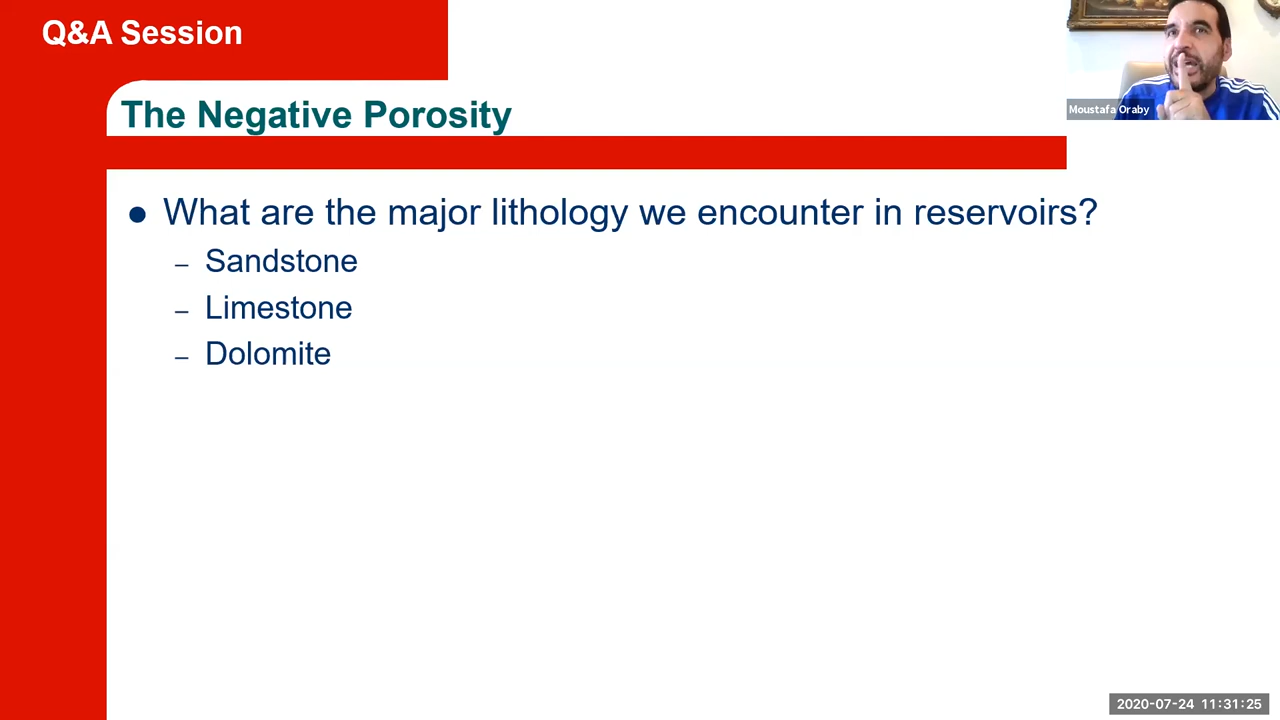 Q&A Session
Moustafa Oraby
The Negative Porosity
● What are the major lithology we encounter in reservoirs?
– Sandstone
– Limestone
– Dolomite
2020-07-24 11:31:25